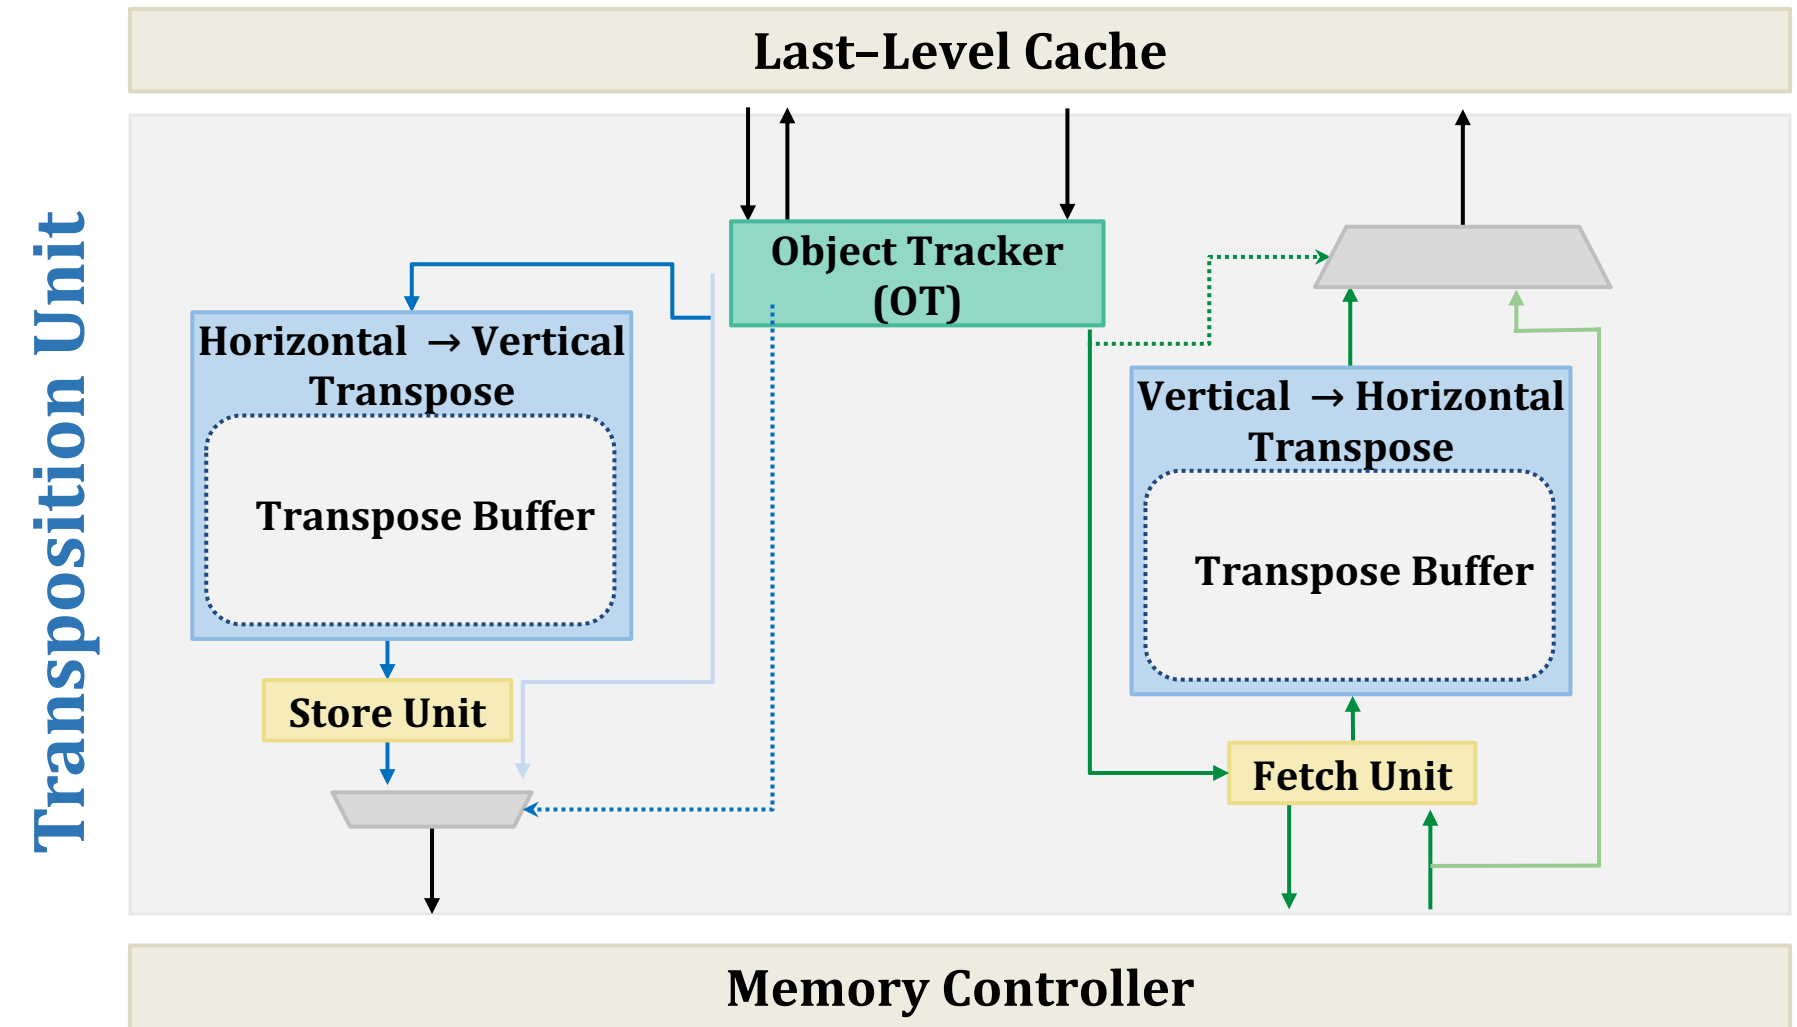 Last–Level Cache
Transposition Unit
Object Tracker
(OT)
Horizontal → Vertical
Transpose
Transpose Buffer
Store Unit
Vertical → Horizontal
Transpose
Transpose Buffer
Fetch Unit
Memory Controller